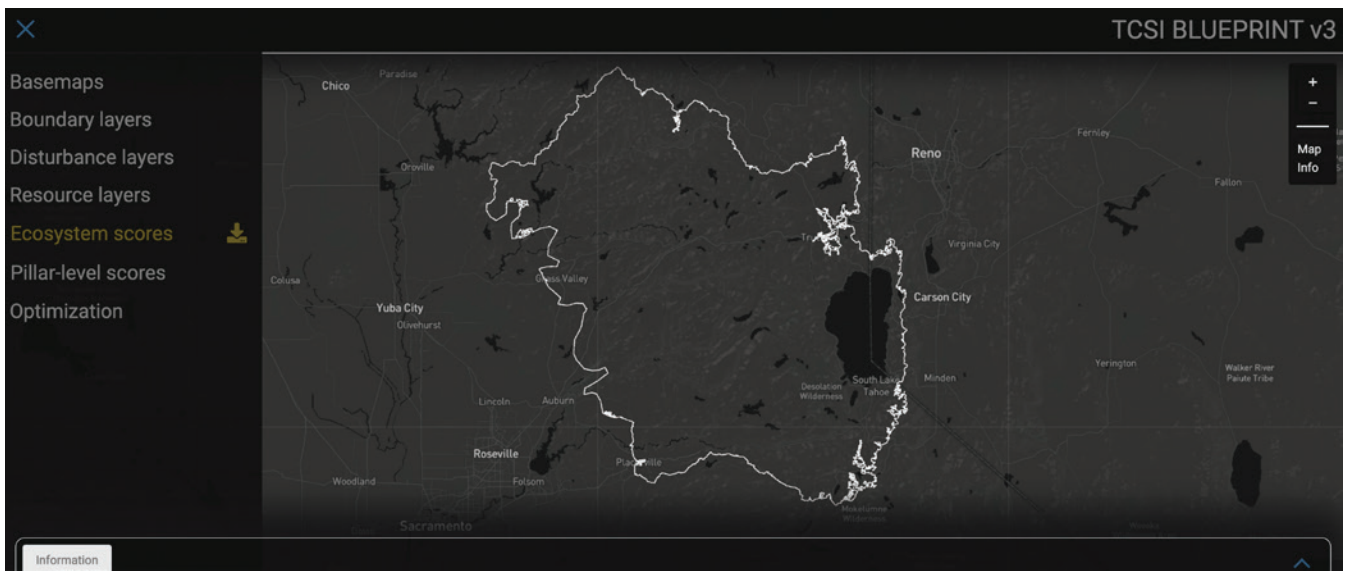 TCSI BLUEPRINT v3
Basemaps
Boundary layers
Disturbance layers
Resource layers
Ecosystem scores
Pillar-level scores
Optimization
+
−
Map
Info
Paradise
Chico
Fernley
Reno
Oroville
Fallon
Virginia City
Grass Valley
Colusa
Carson City
Yuba City
Olivehurst
Yerington
Walker River
Paiute Tribe
South Lake
Tahoe
Minden
Desolation
Wilderness
Lincoln
Auburn
Roseville
Placerville
Woodland
Folsom
Mokelumne
Wilderness
Sacramento
Information